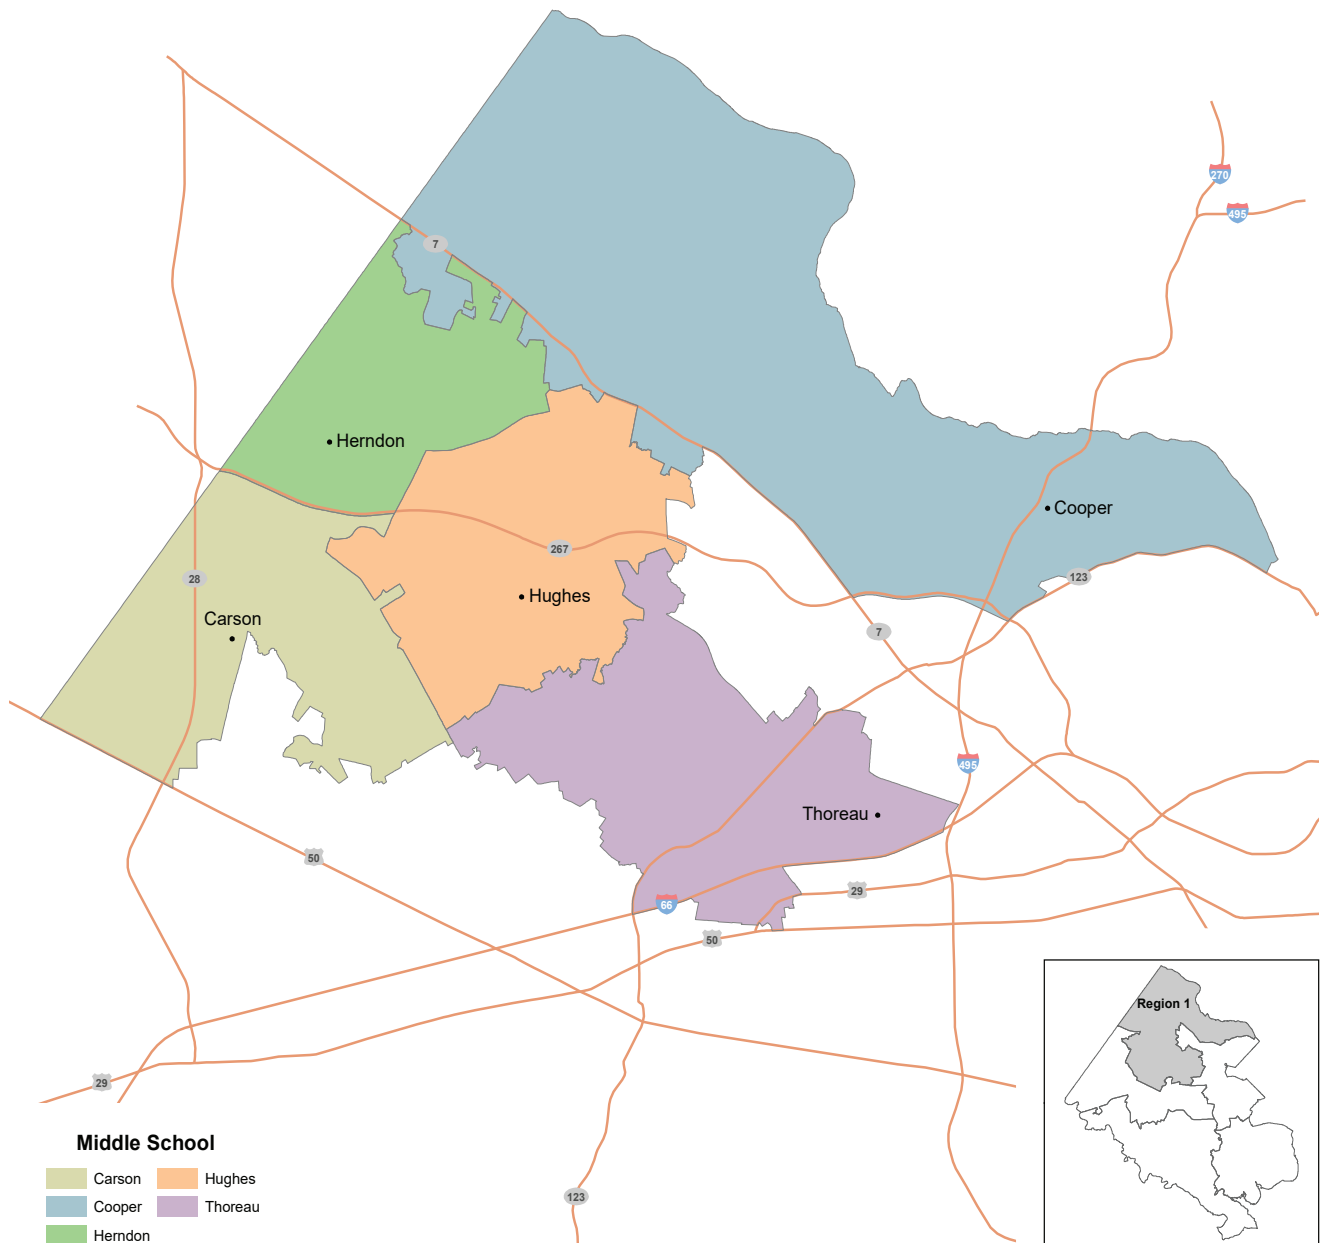 270
495
7
Herndon
Cooper
267
28
123
Hughes
Carson
7
495
Thoreau
50
29
66
50
Region 1
29
Middle School
Carson
Hughes
Cooper
Thoreau
Herndon
123